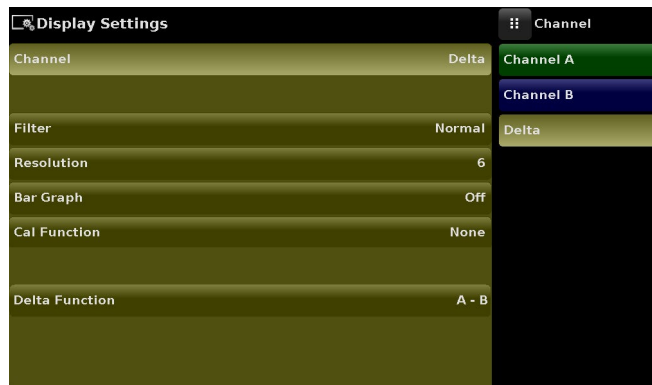 Display Settings
Channel Delta
Filter Normal
Resolution 6
Bar Graph Off
Cal Function None
Delta Function A - B
Channel
Channel A
Channel B
Delta